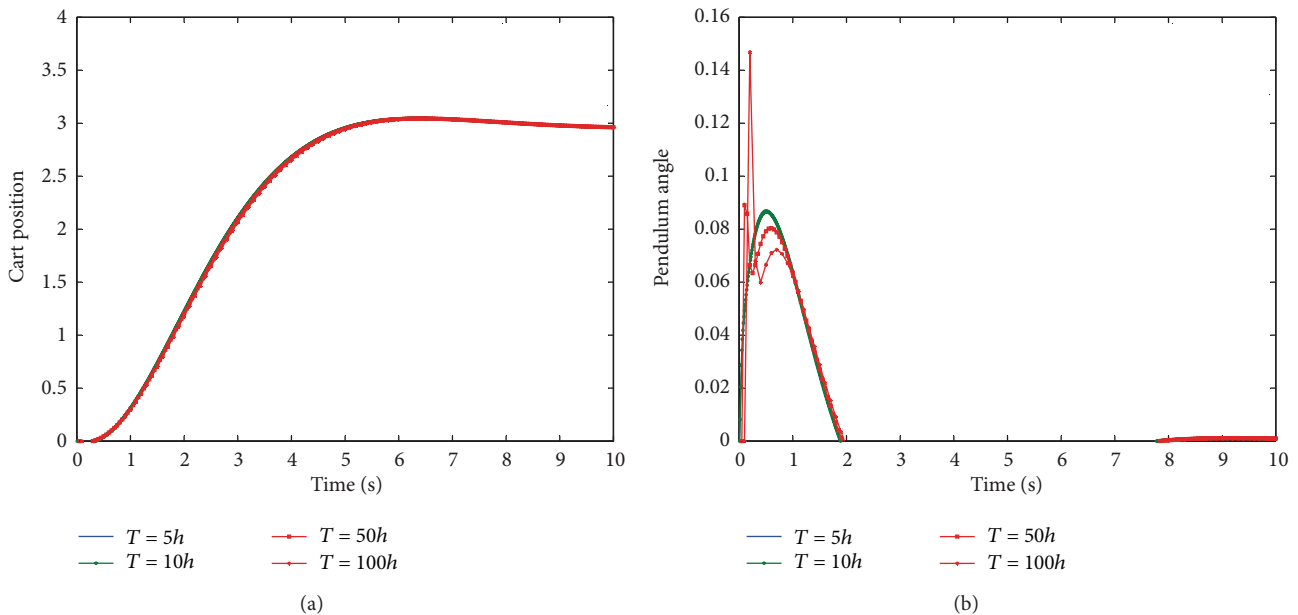 4
3.5
3
2.5
2
1.5
1
0.5
0
Cart position
0 1 2 3 4 5 6 7 8 9 10
Time (s)
T = 5h
T = 10h
T = 50h
T = 100h
(a)
0.16
0.14
0.12
0.1
0.08
0.06
0.04
0.02
0
Pendulum angle
0 1 2 3 4 5 6 7 8 9 10
Time (s)
T = 5h
T = 10h
T = 50h
T = 100h
(b)